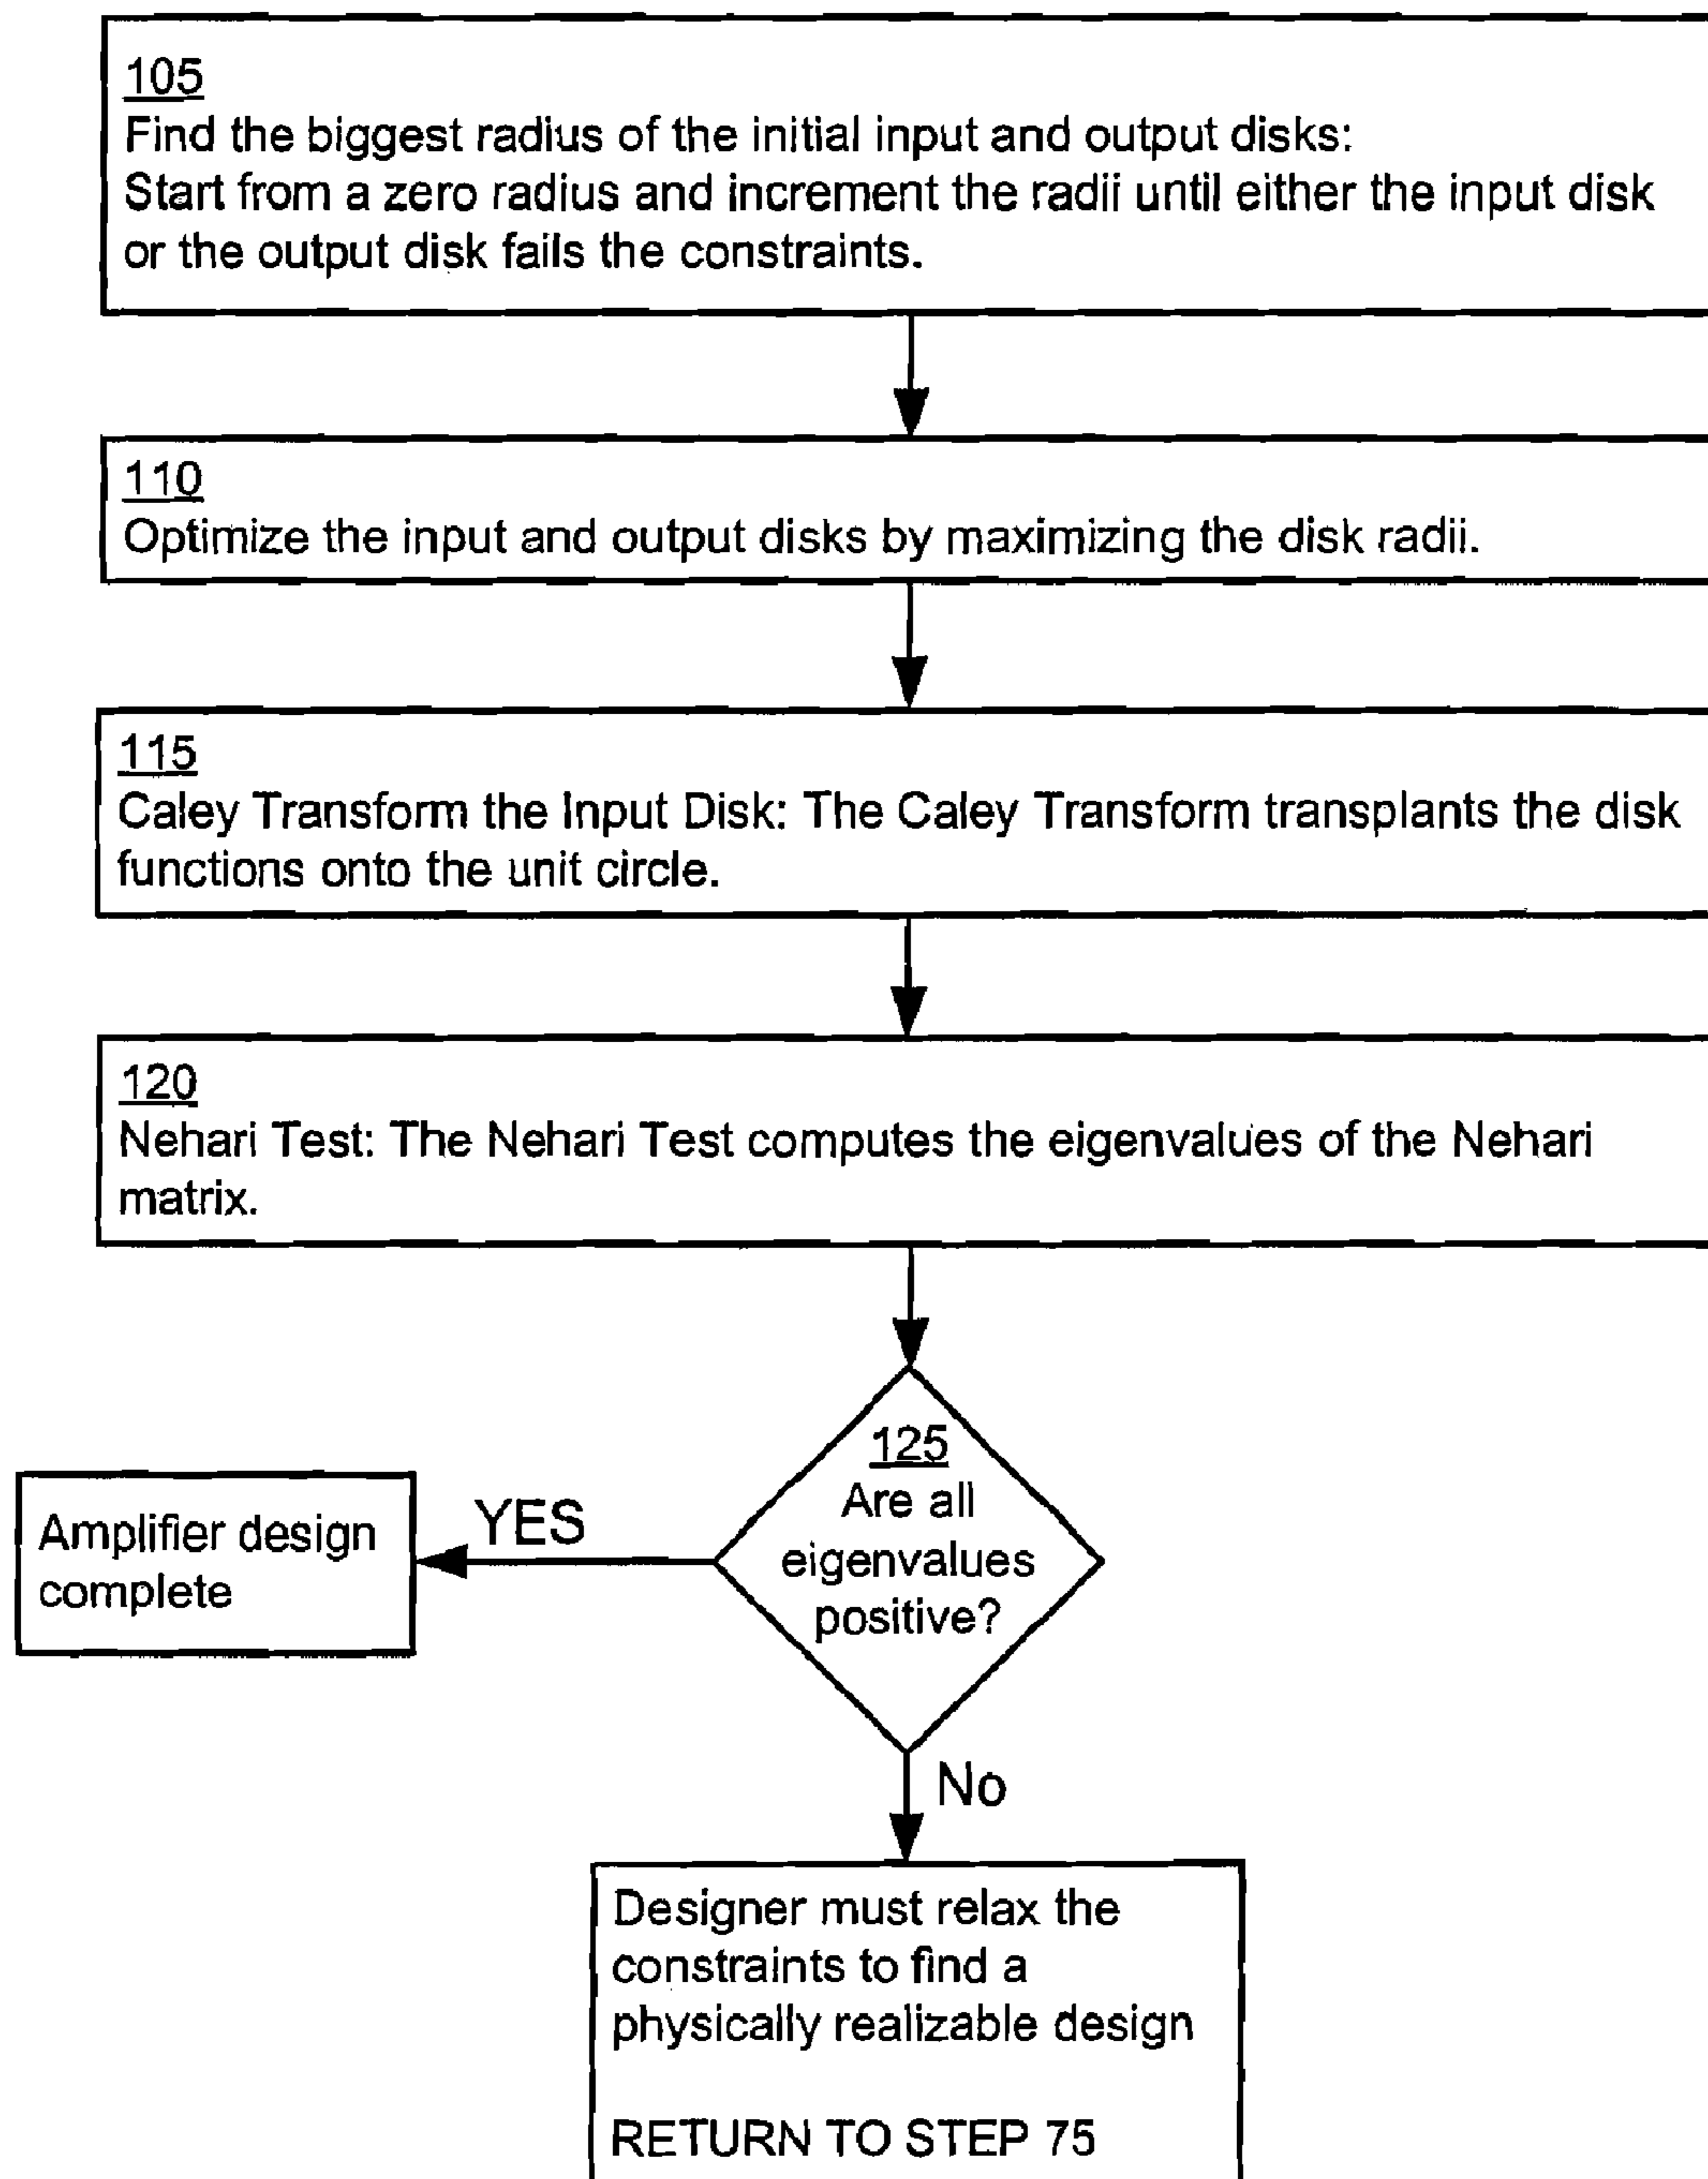 105
Find the biggest radius of the initial input and output disks:
Start from a zero radius and increment the radii until either the input disk
or the output disk fails the constraints.
110
Optimize the input and output disks by maximizing the disk radii.
115
Caley Transform the Input Disk: The Caley Transform transplants the disk
functions onto the unit circle.
120
Nehari Test: The Nehari Test computes the eigenvalues of the Nehari
matrix.
125
Are all
eigenvalues
positive?
YES
Amplifier design
complete
No
Designer must relax the
constraints to find a
physically realizable design
RETURN TO STEP 75